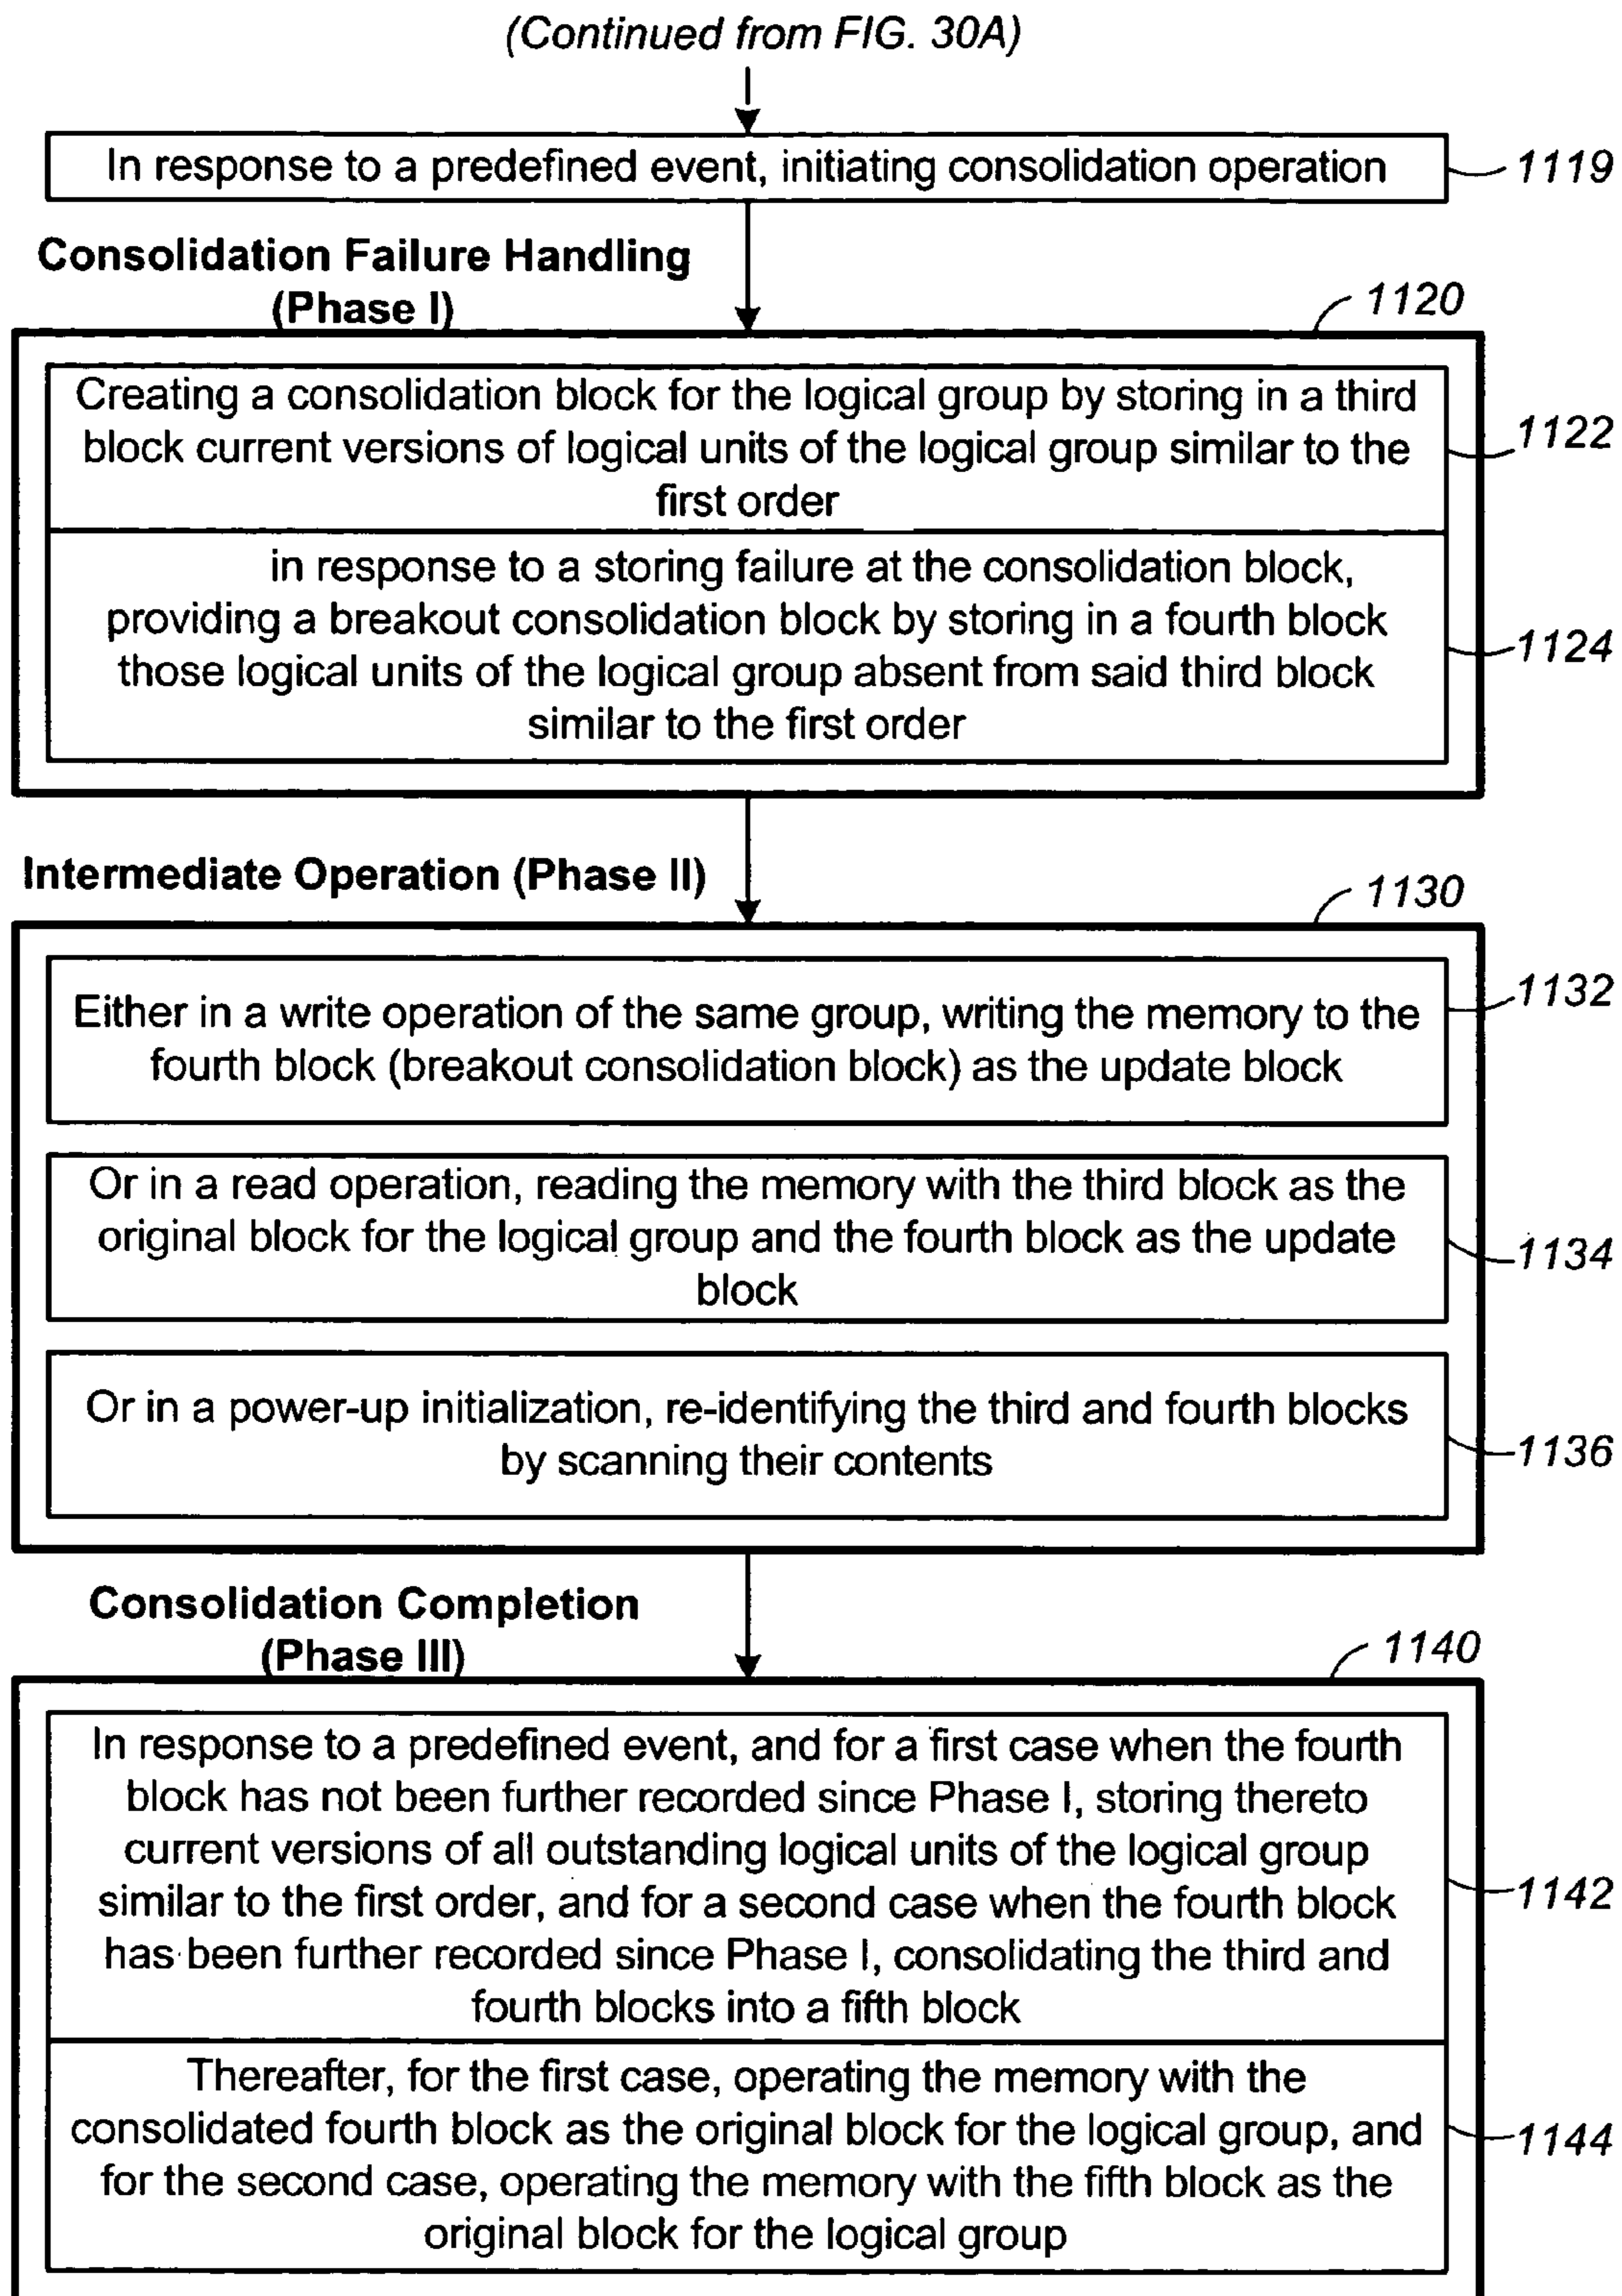 (Continued from FIG. 30A)
In response to a predefined event, initiating consolidation operation
1119
Consolidation Failure Handling
(Phase I)
1120
Creating a consolidation block for the logical group by storing in a third
block current versions of logical units of the logical group similar to the
first order
1122
in response to a storing failure at the consolidation block,
providing a breakout consolidation block by storing in a fourth block
those logical units of the logical group absent from said third block
similar to the first order
1124
Intermediate Operation (Phase II)
1130
Either in a write operation of the same group, writing the memory to the
fourth block (breakout consolidation block) as the update block
1132
Or in a read operation, reading the memory with the third block as the
original block for the logical group and the fourth block as the update
block
1134
Or in a power-up initialization, re-identifying the third and fourth blocks
by scanning their contents
1136
Consolidation Completion
(Phase III)
1140
In response to a predefined event, and for a first case when the fourth
block has not been further recorded since Phase I, storing thereto
current versions of all outstanding logical units of the logical group
similar to the first order, and for a second case when the fourth block
has been further recorded since Phase I, consolidating the third and
fourth blocks into a fifth block
1142
Thereafter, for the first case, operating the memory with the
consolidated fourth block as the original block for the logical group, and
for the second case, operating the memory with the fifth block as the
original block for the logical group
1144